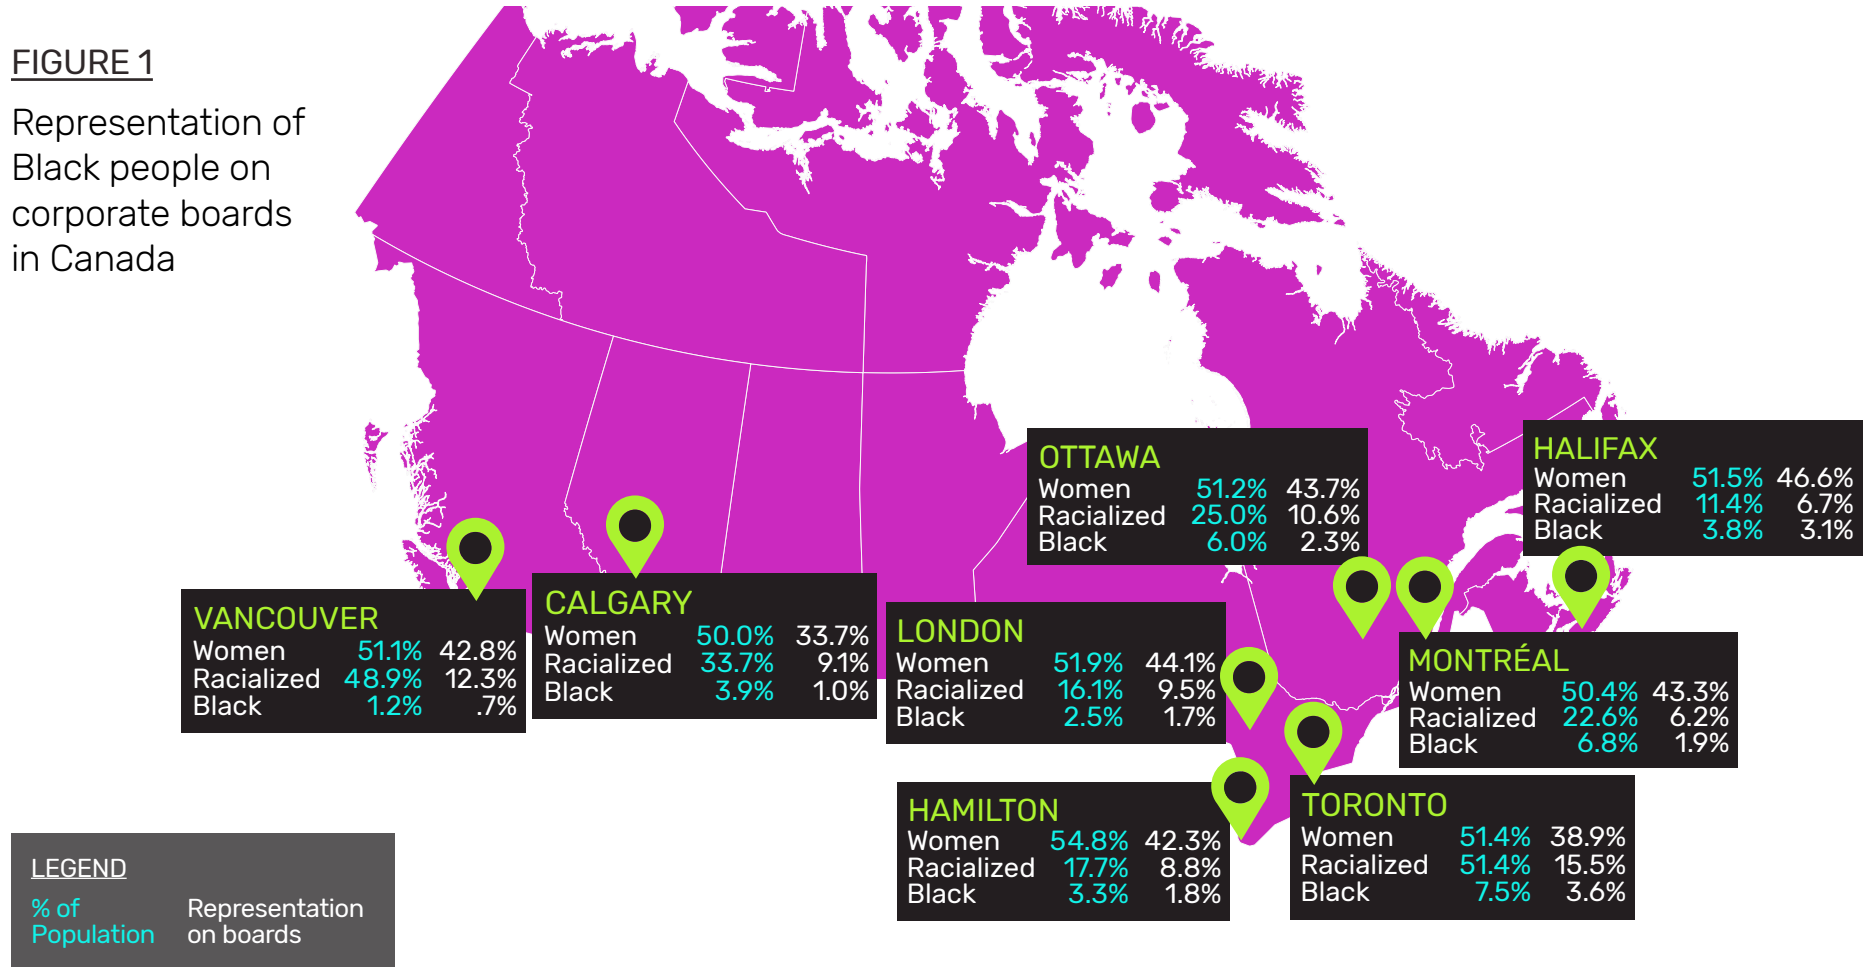 FIGURE 1
Representation of
Black people on
corporate boards
in Canada
OTTAWA
Women 51.2% 43.7%
Racialized 25.0% 10.6%
Black 6.0% 2.3%
HALIFAX
Women 51.5% 46.6%
Racialized 11.4% 6.7%
Black 3.8% 3.1%
VANCOUVER
Women 51.1% 42.8%
Racialized 48.9% 12.3%
Black 1.2% .7%
CALGARY
Women 50.0% 33.7%
Racialized 33.7% 9.1%
Black 3.9% 1.0%
LONDON
Women 51.9% 44.1%
Racialized 16.1% 9.5%
Black 2.5% 1.7%
MONTRÉAL
Women 50.4% 43.3%
Racialized 22.6% 6.2%
Black 6.8% 1.9%
HAMILTON
Women 54.8% 42.3%
Racialized 17.7% 8.8%
Black 3.3% 1.8%
TORONTO
Women 51.4% 38.9%
Racialized 51.4% 15.5%
Black 7.5% 3.6%
LEGEND
% of Representation
Population on boards